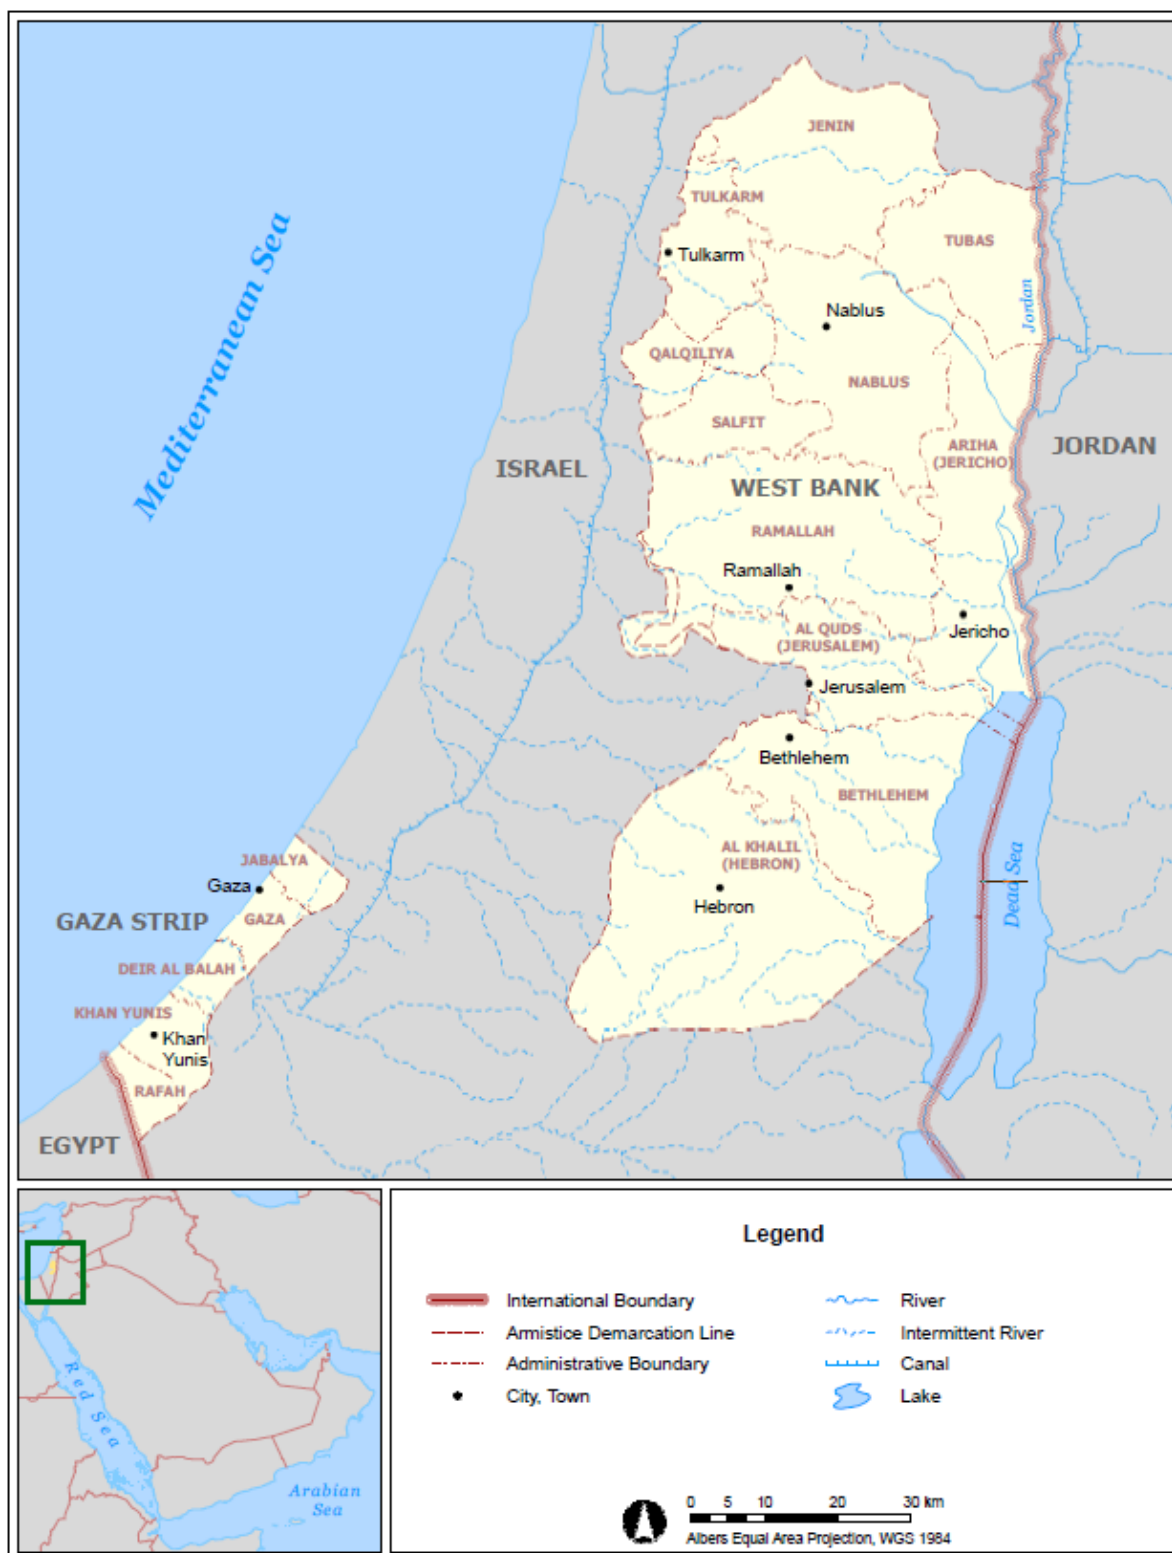 JENIN
TULKARM
TUBAS
Tulkarm
Mediterranean Sea
Jordan
Nablus
QALQILIYA
NABLUS
SALFIT
ARIHA
(JERICHO)
JORDAN
ISRAEL
WEST BANK
RAMALLAH
Ramallah
AL QUDS
(JERUSALEM)
Jericho
Jerusalem
Bethlehem
BETHLEHEM
AL KHALIL
(HEBRON)
JABALYA
Gaza
Dead Sea
Hebron
GAZA STRIP
GAZA
DEIR AL BALAH
KHAN YUNIS
Khan
Yunis
RAFAH
EGYPT
Red Sea
Arabian
Sea
Legend
International Boundary
River
Armistice Demarcation Line
Intermittent River
Administrative Boundary
Canal
City, Town
Lake
0 5 10 20 30 km
Albers Equal Area Projection, WGS 1984